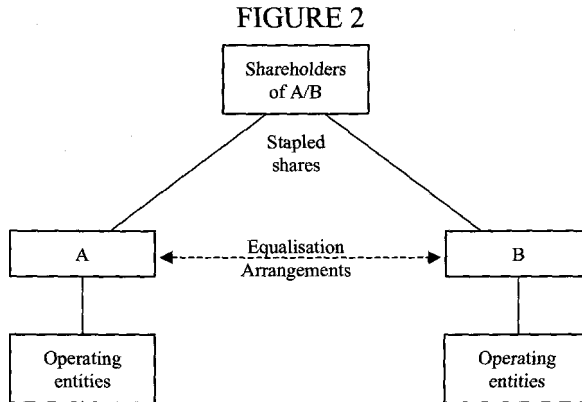 FIGURE 2
Shareholders
of A/B
Stapled
shares
A
Equalisation
Arrangements
B
Operating
entities
Operating
entities